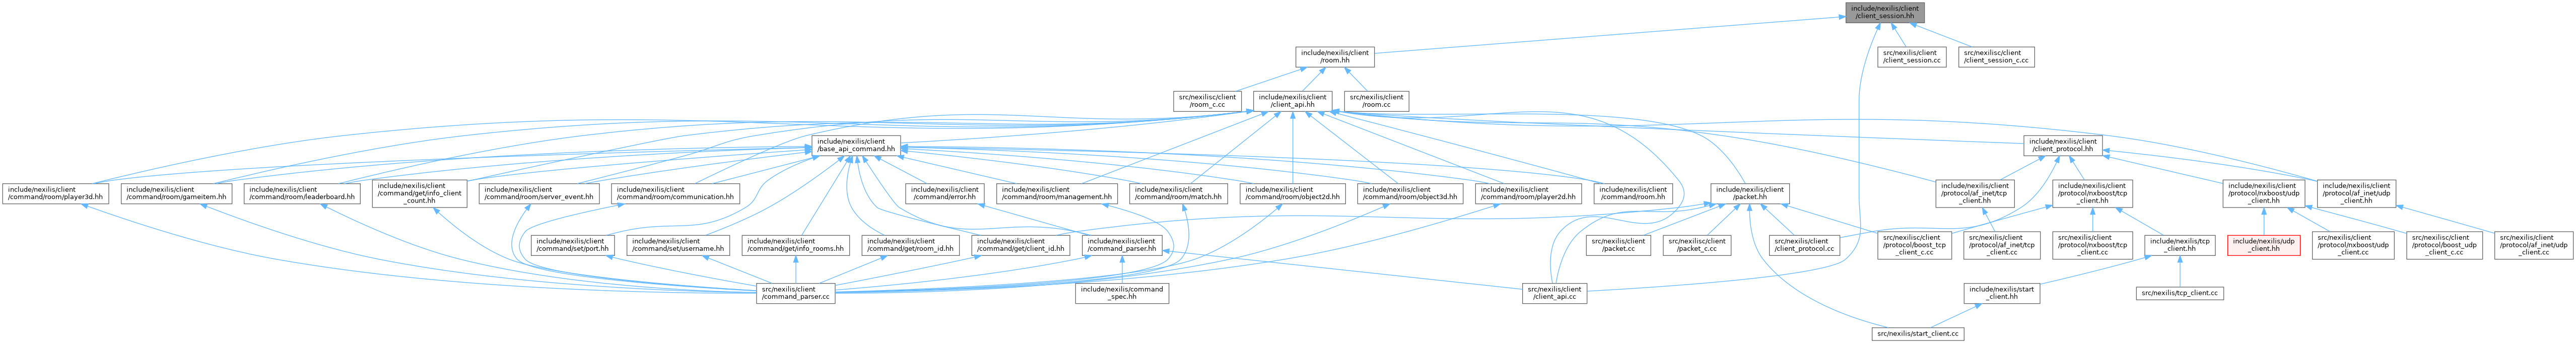 include/nexilis/client
/client_session.hh
include/nexilis/client
/room.hh
src/nexilis/client
/client_session.cc
src/nexilisc/client
/client_session_c.cc
src/nexilisc/client
/room_c.cc
include/nexilis/client
/client_api.hh
src/nexilis/client
/room.cc
include/nexilis/client
/base_api_command.hh
include/nexilis/client
/client_protocol.hh
include/nexilis/client
/command/room/player3d.hh
include/nexilis/client
/command/room/gameitem.hh
include/nexilis/client
/command/room/leaderboard.hh
include/nexilis/client
/command/get/info_client
_count.hh
include/nexilis/client
/command/room/server_event.hh
include/nexilis/client
/command/room/communication.hh
include/nexilis/client
/command/error.hh
include/nexilis/client
/command/room/management.hh
include/nexilis/client
/command/room/match.hh
include/nexilis/client
/command/room/object2d.hh
include/nexilis/client
/command/room/object3d.hh
include/nexilis/client
/command/room/player2d.hh
include/nexilis/client
/command/room.hh
include/nexilis/client
/packet.hh
include/nexilis/client
/protocol/af_inet/tcp
_client.hh
include/nexilis/client
/protocol/nxboost/tcp
_client.hh
include/nexilis/client
/protocol/nxboost/udp
_client.hh
include/nexilis/client
/protocol/af_inet/udp
_client.hh
include/nexilis/client
/command/set/port.hh
include/nexilis/client
/command/set/username.hh
include/nexilis/client
/command/get/info_rooms.hh
include/nexilis/client
/command/get/room_id.hh
include/nexilis/client
/command/get/client_id.hh
include/nexilis/client
/command_parser.hh
src/nexilis/client
/packet.cc
src/nexilisc/client
/packet_c.cc
src/nexilis/client
/client_protocol.cc
src/nexilisc/client
/protocol/boost_tcp
_client_c.cc
src/nexilis/client
/protocol/af_inet/tcp
_client.cc
src/nexilis/client
/protocol/nxboost/tcp
_client.cc
include/nexilis/tcp
_client.hh
include/nexilis/udp
_client.hh
src/nexilis/client
/protocol/nxboost/udp
_client.cc
src/nexilisc/client
/protocol/boost_udp
_client_c.cc
src/nexilis/client
/protocol/af_inet/udp
_client.cc
src/nexilis/client
/command_parser.cc
include/nexilis/command
_spec.hh
src/nexilis/client
/client_api.cc
include/nexilis/start
_client.hh
src/nexilis/tcp_client.cc
src/nexilis/start_client.cc